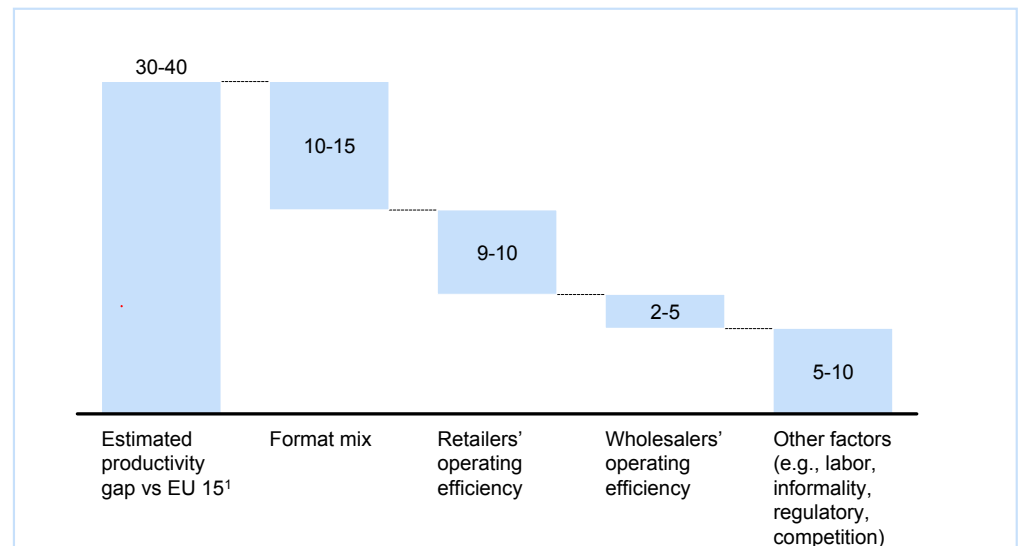 30-40
10-15
9-10
2-5
5-10
Estimated
productivity
gap vs EU 15¹
Format mix
Retailers’
operating
efficiency
Wholesalers’
operating
efficiency
Other factors
(e.g., labor,
informality,
regulatory,
competition)